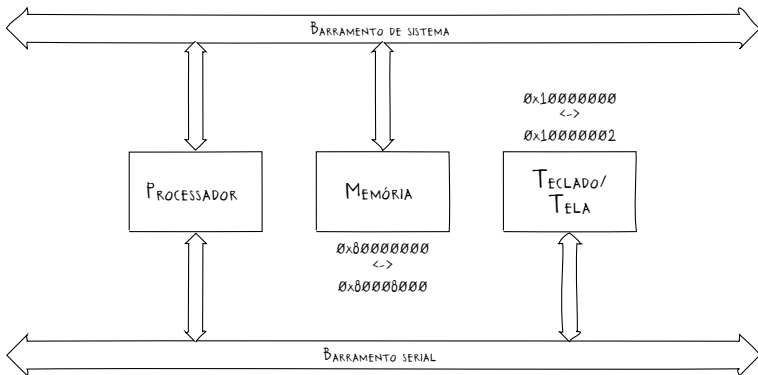 Barramento de sistema
0x10000000
<->
0x10000002
Processador
Memória
Teclado/
Tela
0x80000000
<->
0x80008000
Barramento serial